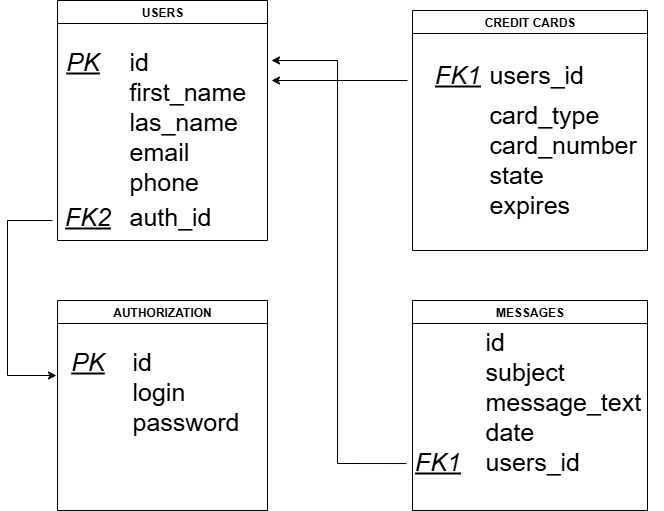 USERS
PK id
first_name
las_name
email
phone
FK2 auth_id
CREDIT CARDS
FK1 users_id
card_type
card_number
state
expires
AUTHORIZATION
PK id
login
password
MESSAGES
id
subject
message_text
date
FK1 users_id